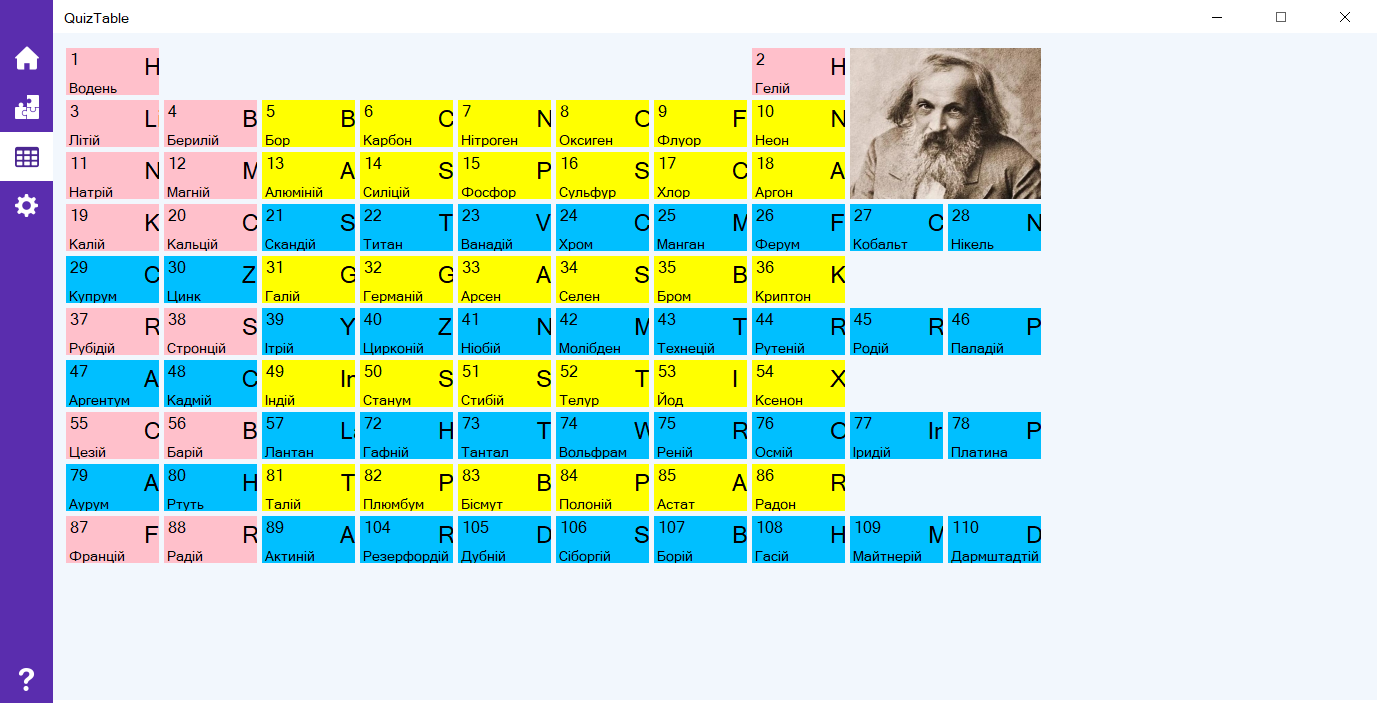 QuizTable
1 H 2 H
Водень Гелій
3 L 4 B 5 B 6 C 7 N 8 O 9 F 10 N
Літій Берилій Бор Карбон Нітроген Оксиген Флуор Неон
11 N 12 M 13 A 14 S 15 P 16 S 17 C 18 A
Натрій Магній Алюміній Силіцій Фосфор Сульфур Хлор Аргон
19 K 20 C 21 S 22 T 23 V 24 C 25 M 26 F 27 C 28 N
Калій Кальцій Скандій Титан Ванадій Хром Манган Ферум Кобальт Нікель
29 C 30 Z 31 G 32 G 33 A 34 S 35 B 36 K
Купрум Цинк Галій Германій Арсен Селен Бром Криптон
37 R 38 S 39 Y 40 Z 41 N 42 M 43 T 44 R 45 R 46 P
Рубідій Стронцій Ітрій Цирконій Ніобій Молібден Технецій Рутеній Родій Паладій
47 A 48 C 49 In 50 S 51 S 52 T 53 I 54 X
Аргентум Кадмій Індій Станум Стибій Телур Йод Ксенон
55 C 56 B 57 L 72 H 73 T 74 W 75 R 76 O 77 Ir 78 P
Цезій Барій Лантан Гафній Тантал Вольфрам Реній Осмій Іридій Платина
79 A 80 H 81 T 82 P 83 B 84 P 85 A 86 R
Аурум Ртуть Талій Плюмбум Бісмут Полоній Астат Радон
87 F 88 R 89 A 104 R 105 D 106 S 107 B 108 H 109 M 110 D
Францій Радій Актиній Резерфордій Дубній Сіборгій Борій Гасій Майтнерій Дармштадтій
?